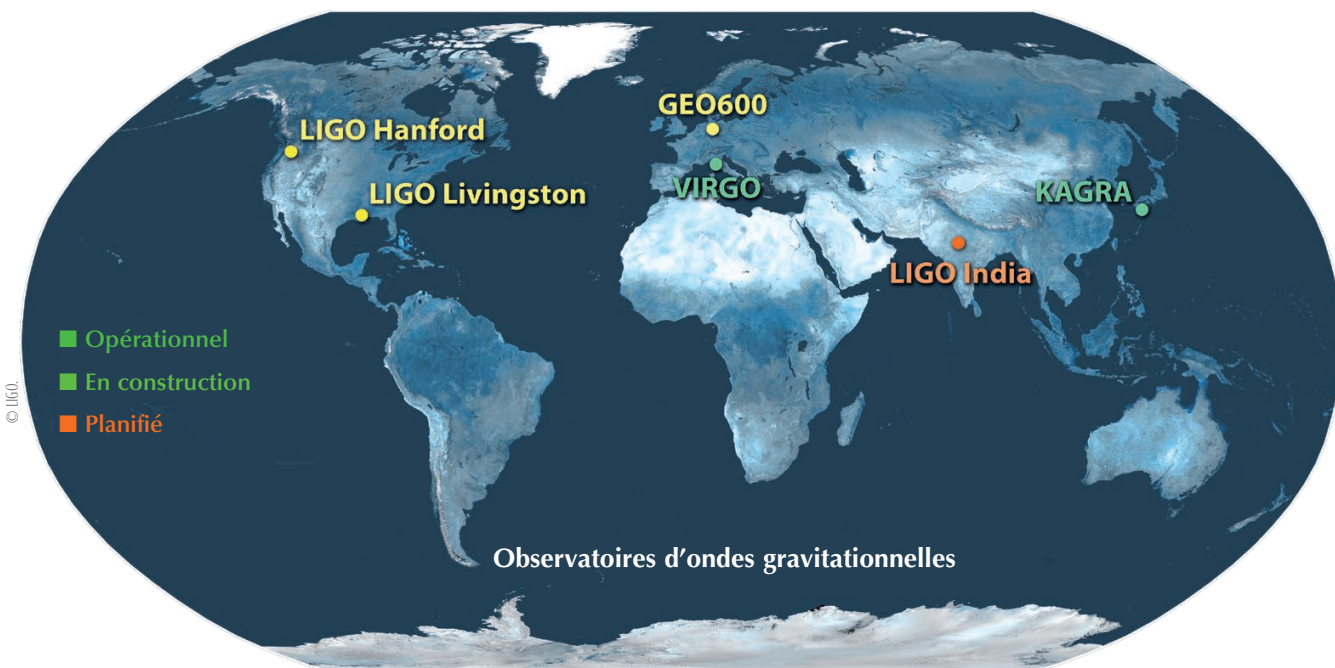 GEO600
LIGO Hanford
VIRGO
LIGO Livingston
KAGRA
LIGO India
Opérationnel
En construction
Planifié
© LIGO.
Observatoires d'ondes gravitationnelles